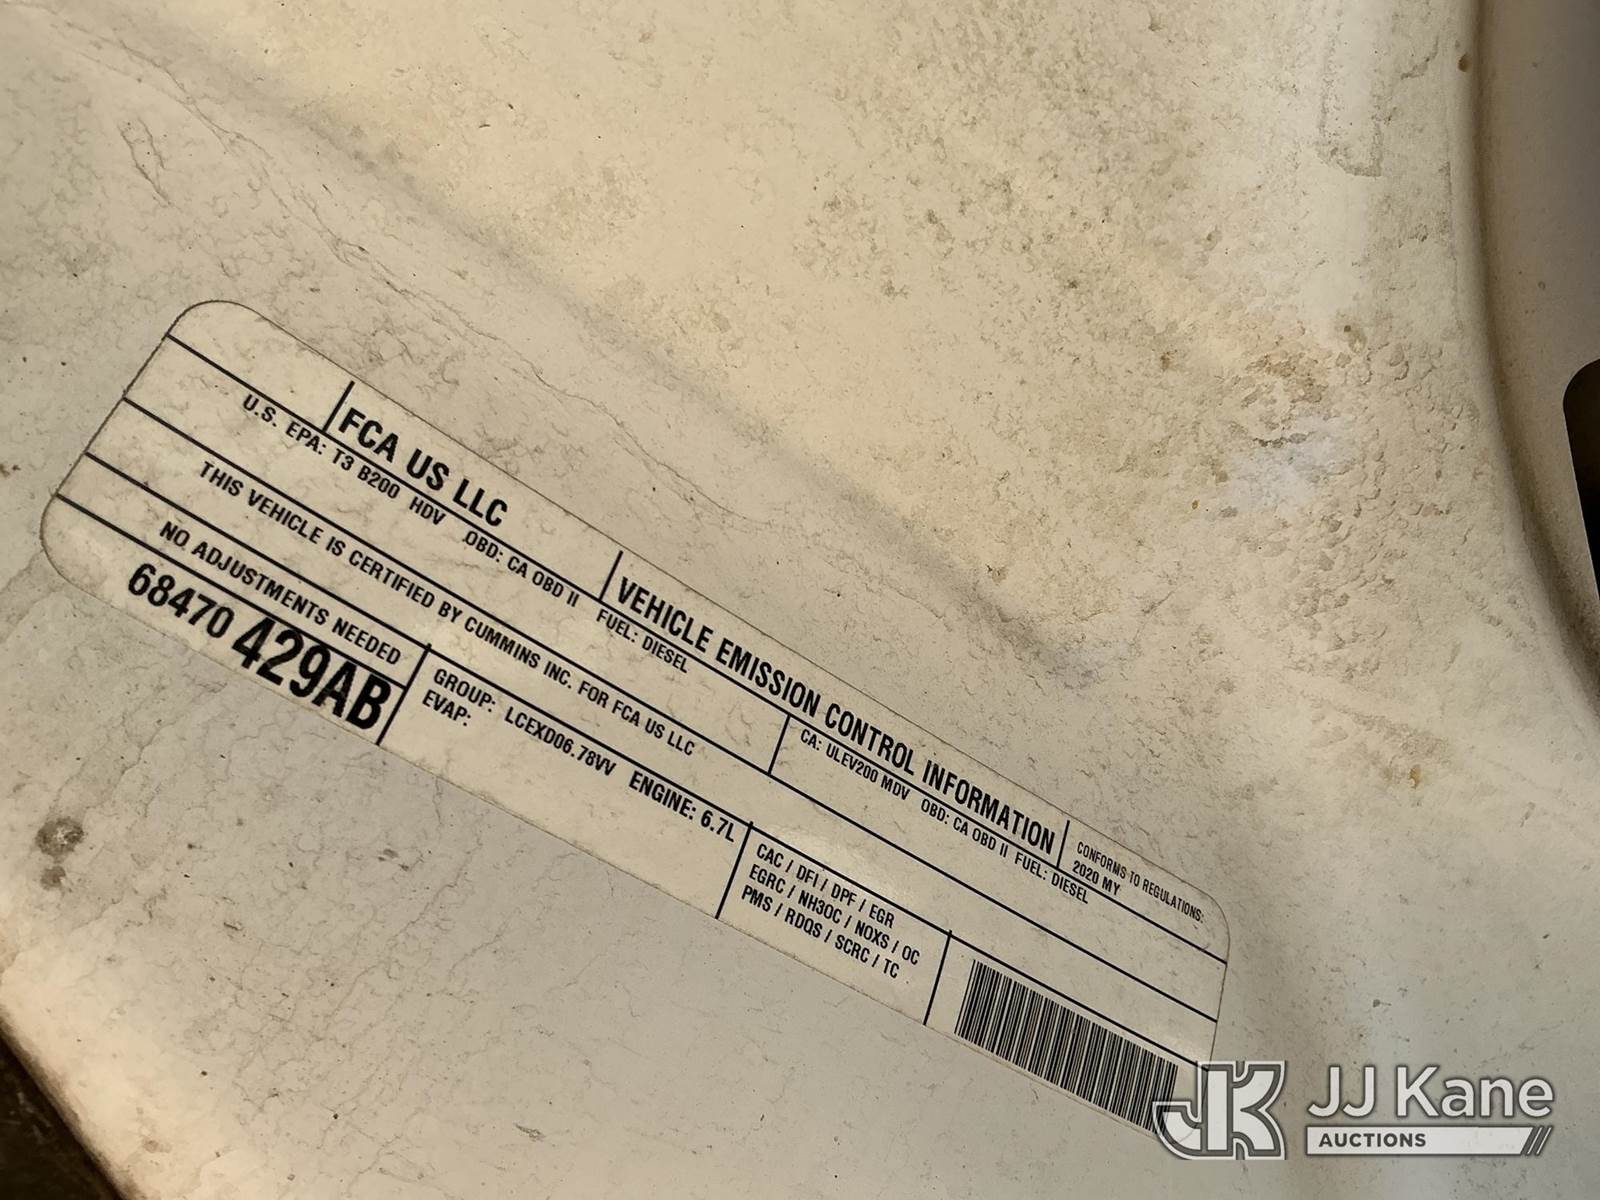 FCA US LLC
VEHICLE EMISSION CONTROL INFORMATION
CONFORMS TO REGULATIONS:
2020 MY
U.S. EPA: T3 B200 HDV OBD: CA OBD II FUEL: DIESEL
CA: ULEV200 MDV OBD: CA OBD II FUEL: DIESEL
THIS VEHICLE IS CERTIFIED BY CUMMINS INC. FOR FCA US LLC
NO ADJUSTMENTS NEEDED
68470 429AB
GROUP: LCEXD06.78VV ENGINE: 6.7L
EVAP:
CAC / DFI / DPF / EGR
EGRC / NH3OC / NOXS / OC
PMS / RDQS / SCRC / TC
JK JJ Kane
AUCTIONS